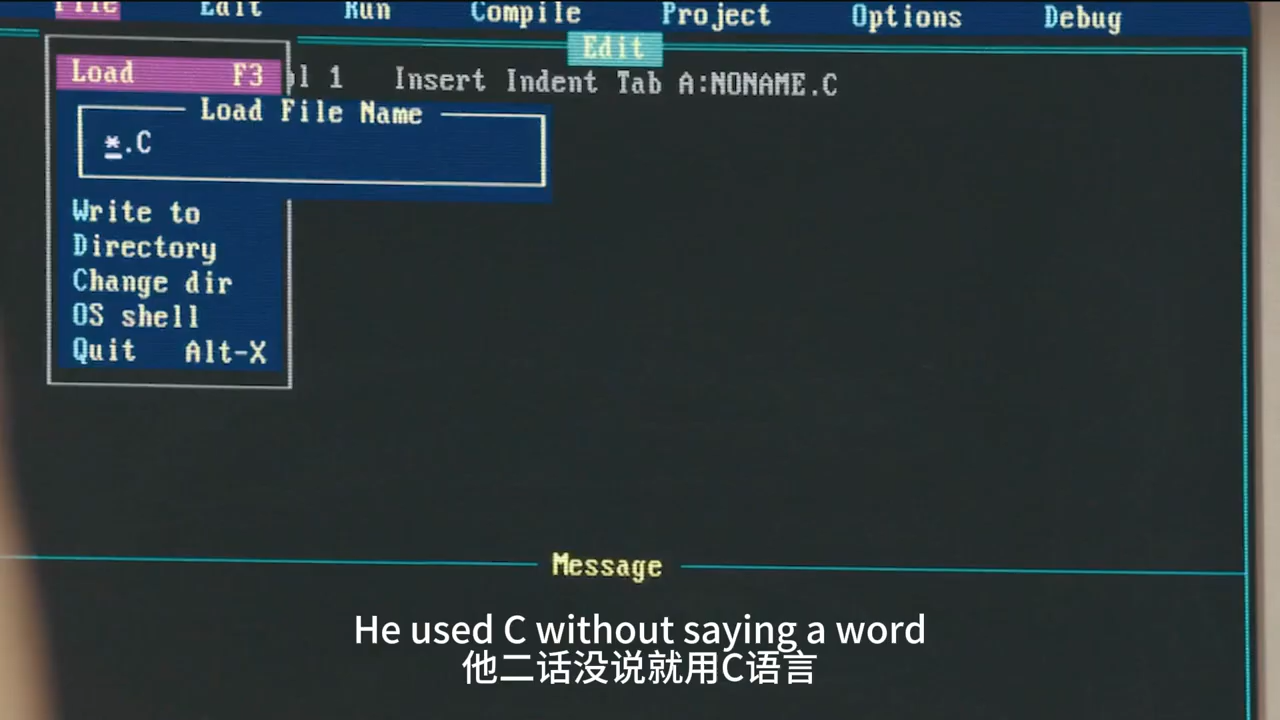 File Edit Run Compile Project Options Debug
Edit
Load F3
ol 1 Insert Indent Tab A:NONAME.C
Load File Name
*.C
Write to
Directory
Change dir
OS shell
Quit Alt-X
Message
He used C without saying a word
他二话没说就用C语言